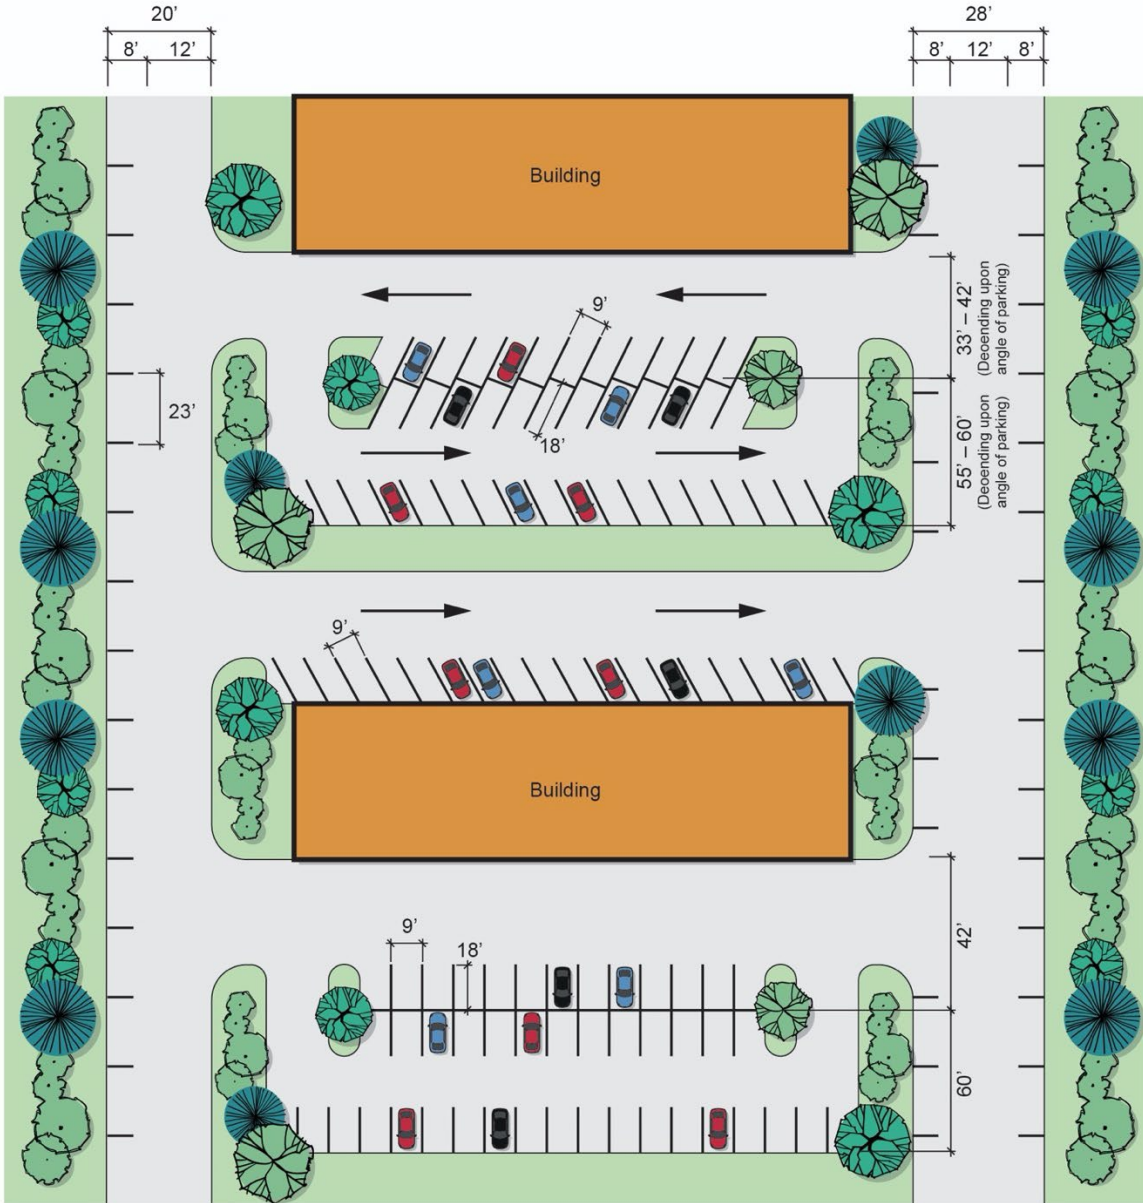 20’
28’
8’ 12’
8’ 12’ 8’
Building
33’ – 42’
(Deoending upon
angle of parking)
9’
23’
18’
55’ – 60’
(Deoending upon
angle of parking)
9’
Building
42’
9’
18’
60’